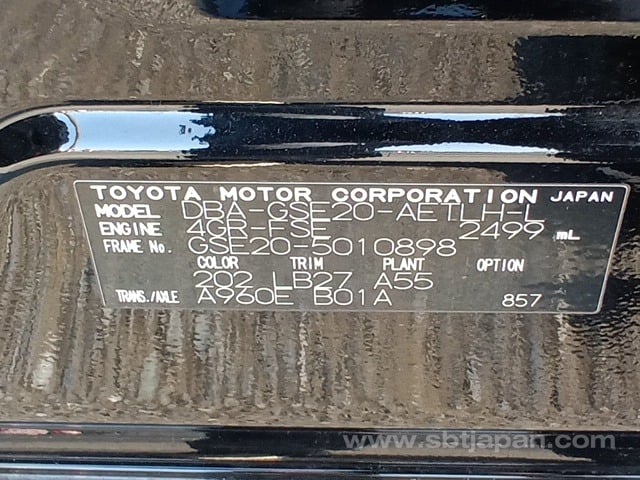 TOYOTA MOTOR CORPORATION JAPAN
MODEL DBA-GSE20-AETLH-L
ENGINE 4GR-FSE 2499 mL
FRAME No. GSE20-5010898
COLOR TRIM PLANT OPTION
202 LB27 A55
TRANS./AXLE A960E B01A 857
www.sbtjapan.com